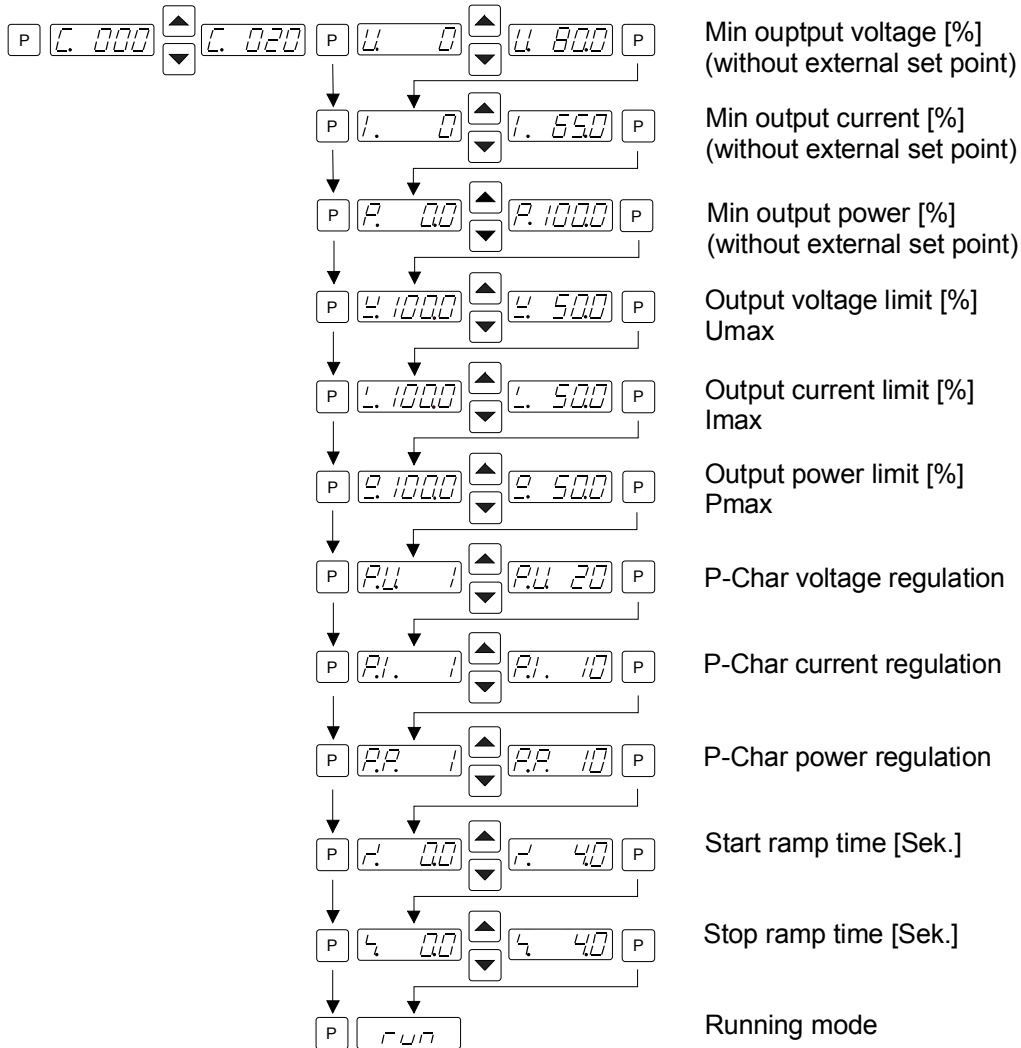 P C. 000 C. 020 P U. 0 U. 80.0 P Min ouptput voltage [%]
(without external set point)
P I. 0 I. 65.0 P Min output current [%]
(without external set point)
P P. 0.0 P. 100.0 P Min output power [%]
(without external set point)
P U. 100.0 U. 50.0 P Output voltage limit [%]
Umax
P I. 100.0 I. 50.0 P Output current limit [%]
Imax
P P. 100.0 P. 50.0 P Output power limit [%]
Pmax
P P.U. 1 P.U. 20 P P-Char voltage regulation
P P.I. 1 P.I. 10 P P-Char current regulation
P P.P. 1 P.P. 10 P P-Char power regulation
P 0.0 4.0 P Start ramp time [Sek.]
P 0.0 4.0 P Stop ramp time [Sek.]
P run Running mode